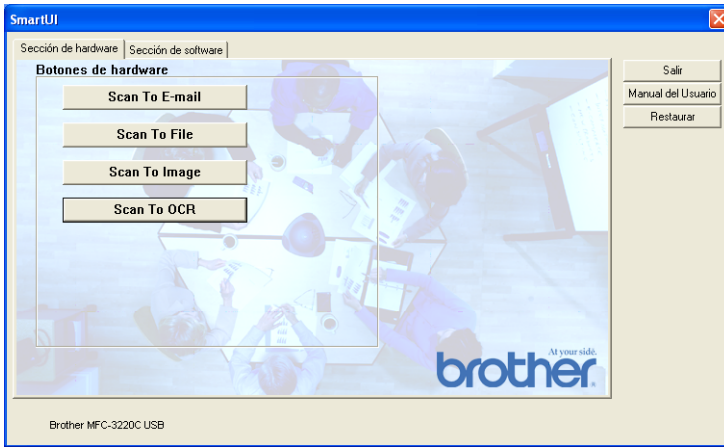 SmartUI
Sección de hardware Sección de software
Botones de hardware
Scan To E-mail
Scan To File
Scan To Image
Scan To OCR
Salir
Manual del Usuario
Restaurar
At your side.
brother
Brother MFC-3220C USB